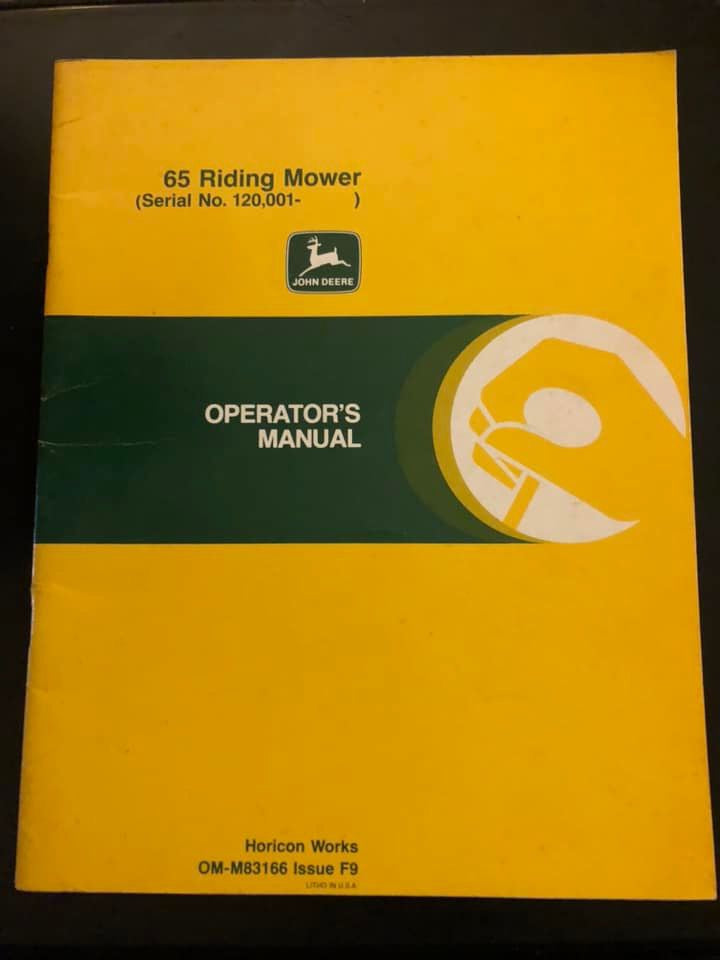 65 Riding Mower
(Serial No. 120,001- )
JOHN DEERE
OPERATOR'S
MANUAL
Horicon Works
OM-M83166 Issue F9
LITHO IN U.S.A.